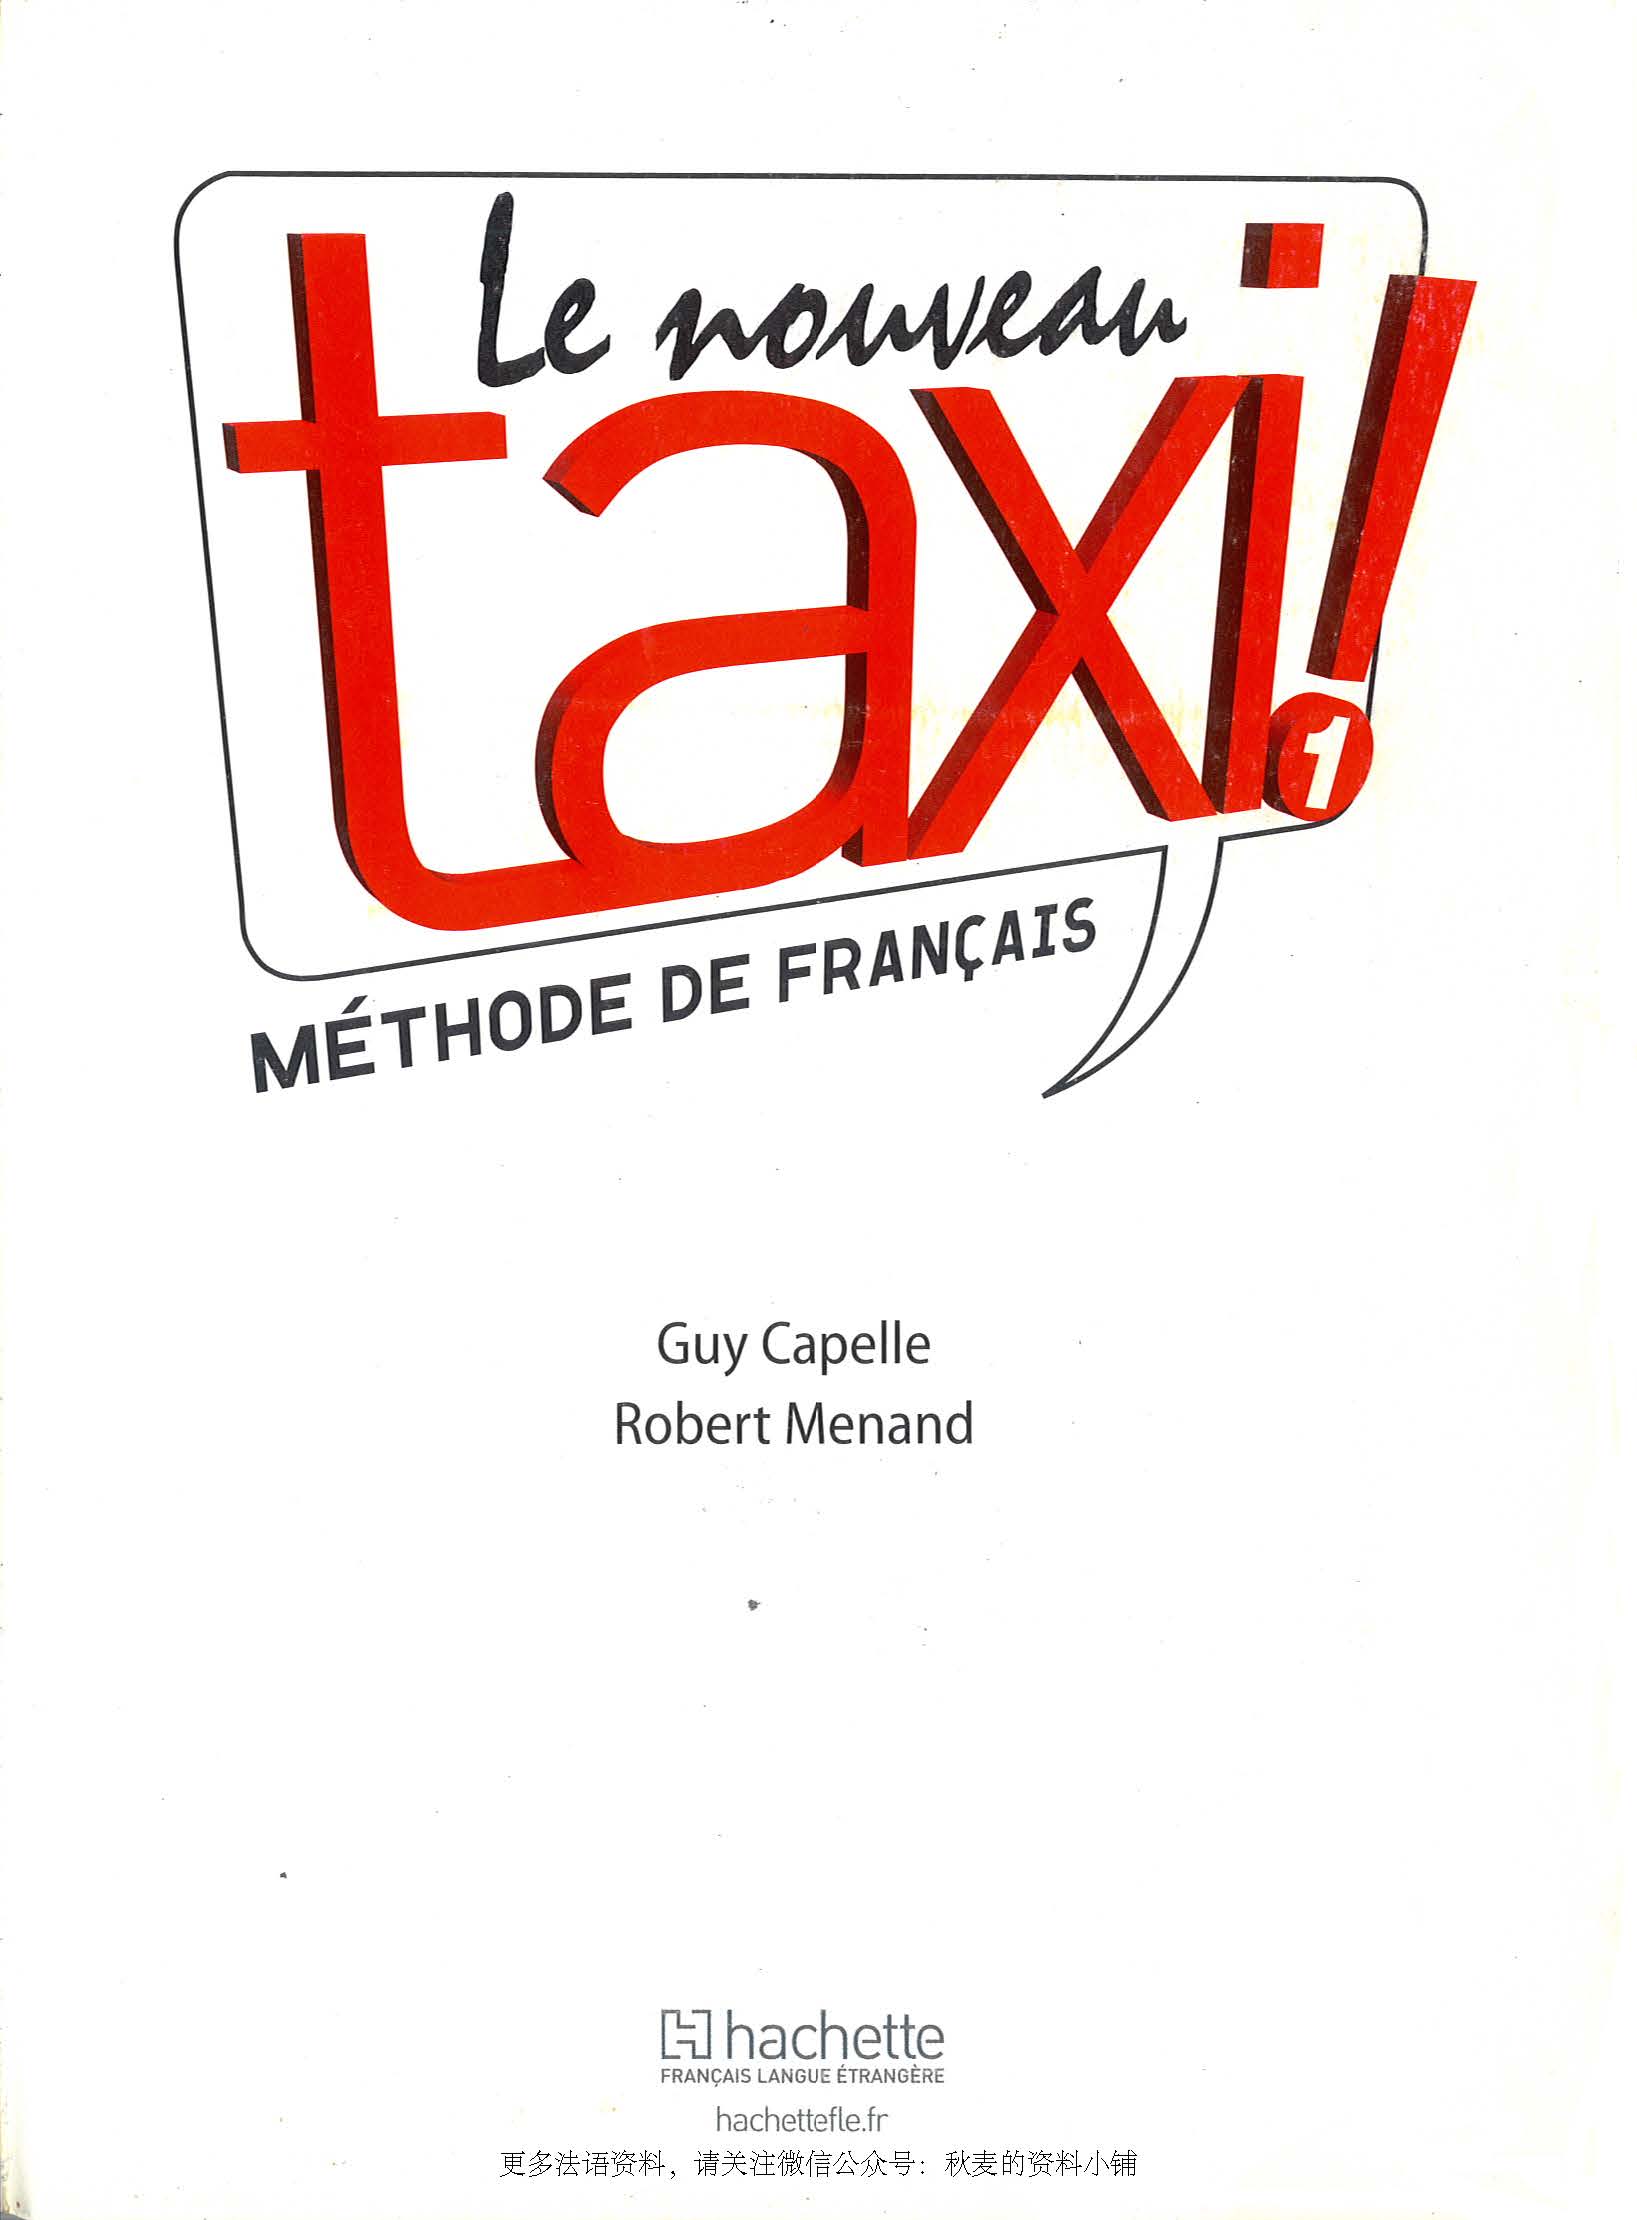 Le nouveau
taxi!
1
MÉTHODE DE FRANÇAIS
Guy Capelle
Robert Menand
hachette
FRANÇAIS LANGUE ÉTRANGÈRE
hachettefle.fr
更多法语资料，请关注微信公众号：秋麦的资料小铺